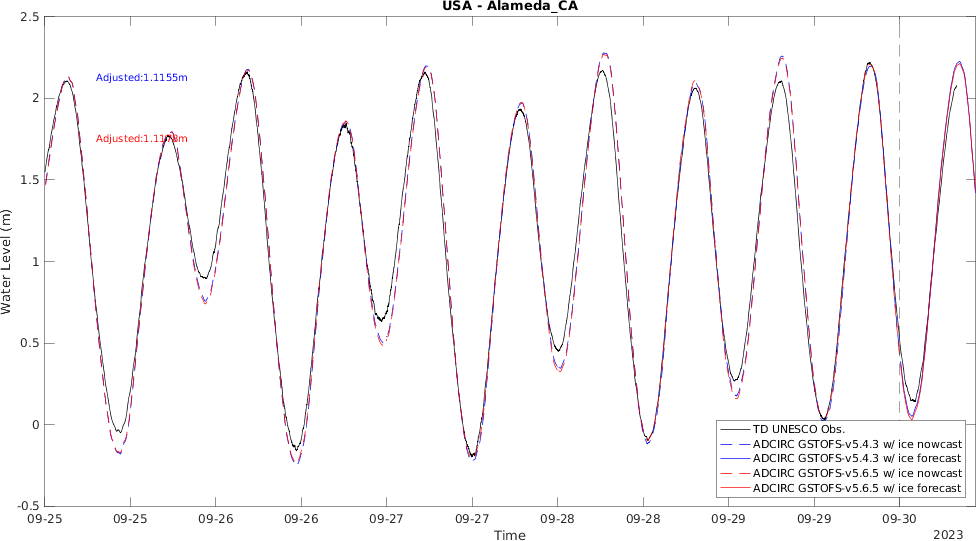 USA - Alameda_CA
2.5
2
1.5
1
0.5
0
-0.5
Water Level (m)
Adjusted:1.1155m
TD UNESCO Obs.
ADCIRC GSTOFS-v5.4.3 w/ ice nowcast
ADCIRC GSTOFS-v5.4.3 w/ ice forecast
ADCIRC GSTOFS-v5.6.5 w/ ice nowcast
ADCIRC GSTOFS-v5.6.5 w/ ice forecast
09-25 09-25 09-26 09-26 09-27 09-27 09-28 09-28 09-29 09-29 09-30
Time
2023